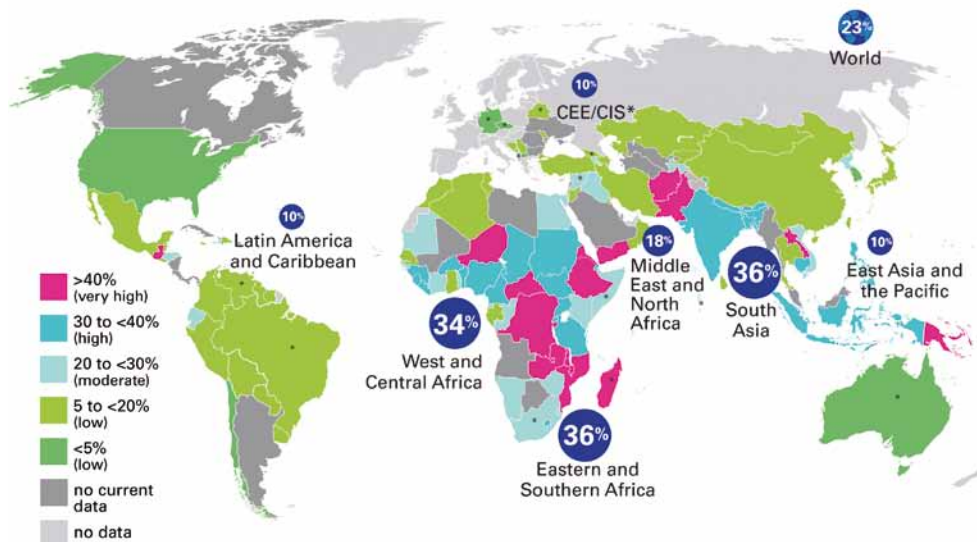 23%
World
10%
CEE/CIS*
10%
Latin America
and Caribbean
18%
Middle
East and
North
Africa
36%
South
Asia
10%
East Asia and
the Pacific
34%
West and
Central Africa
36%
Eastern and
Southern Africa
>40%
(very high)
30 to <40%
(high)
20 to <30%
(moderate)
5 to <20%
(low)
<5%
(low)
no current
data
no data